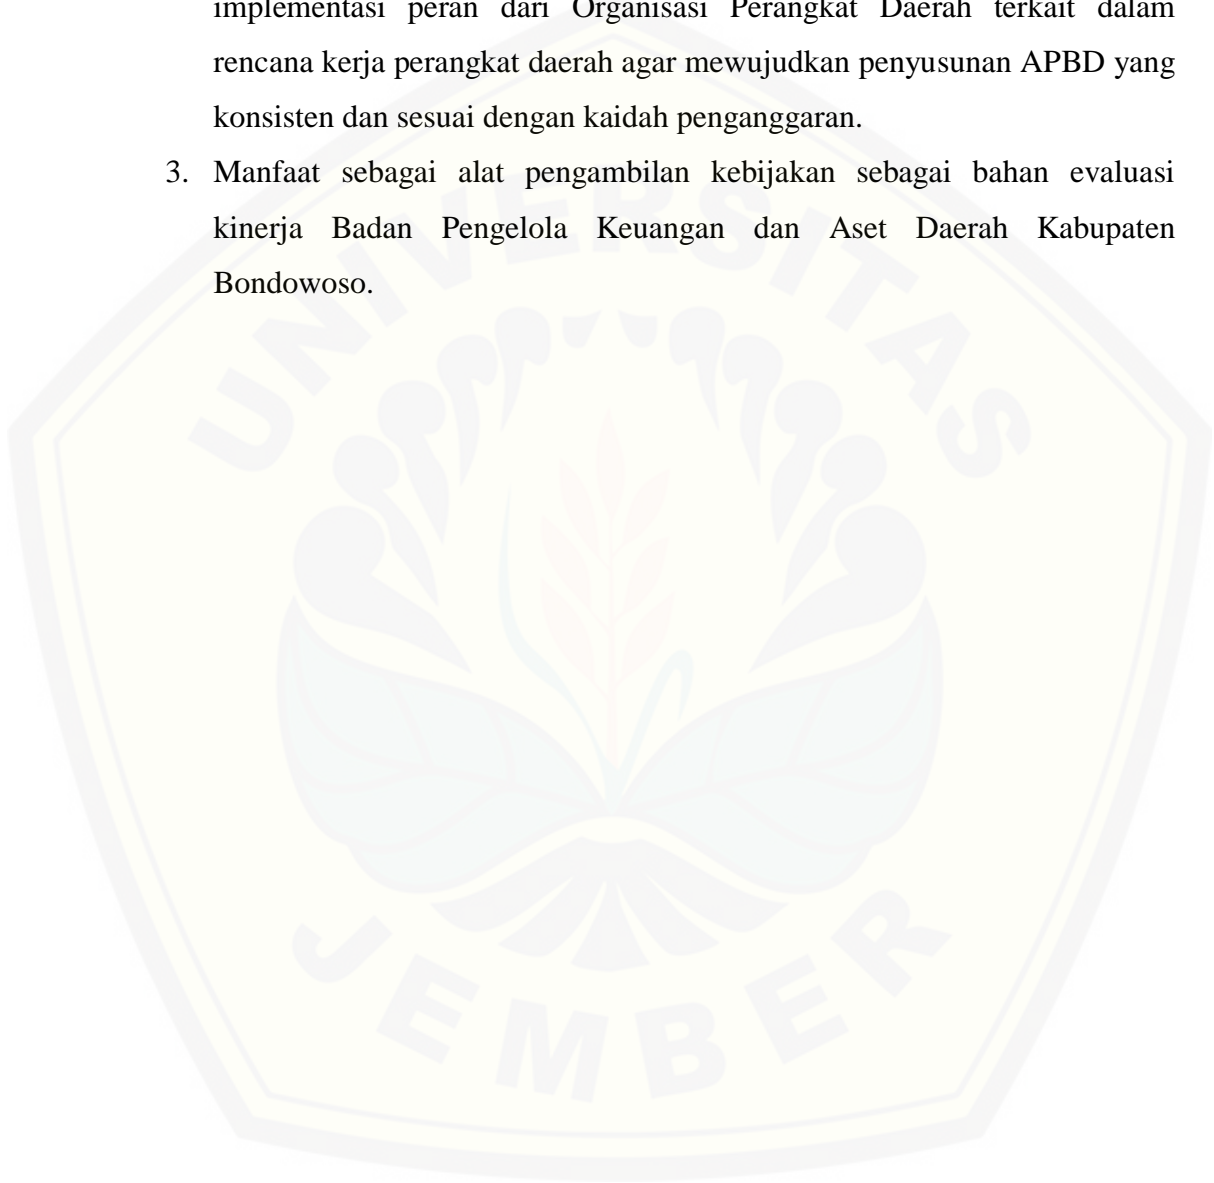 implementasi peran dari Organisasi Perangkat Daerah terkait dalam
rencana kerja perangkat daerah agar mewujudkan penyusunan APBD yang
konsisten dan sesuai dengan kaidah penganggaran.
3. Manfaat sebagai alat pengambilan kebijakan sebagai bahan evaluasi
kinerja Badan Pengelola Keuangan dan Aset Daerah Kabupaten
Bondowoso.
UNIVERSITAS
JEMBER